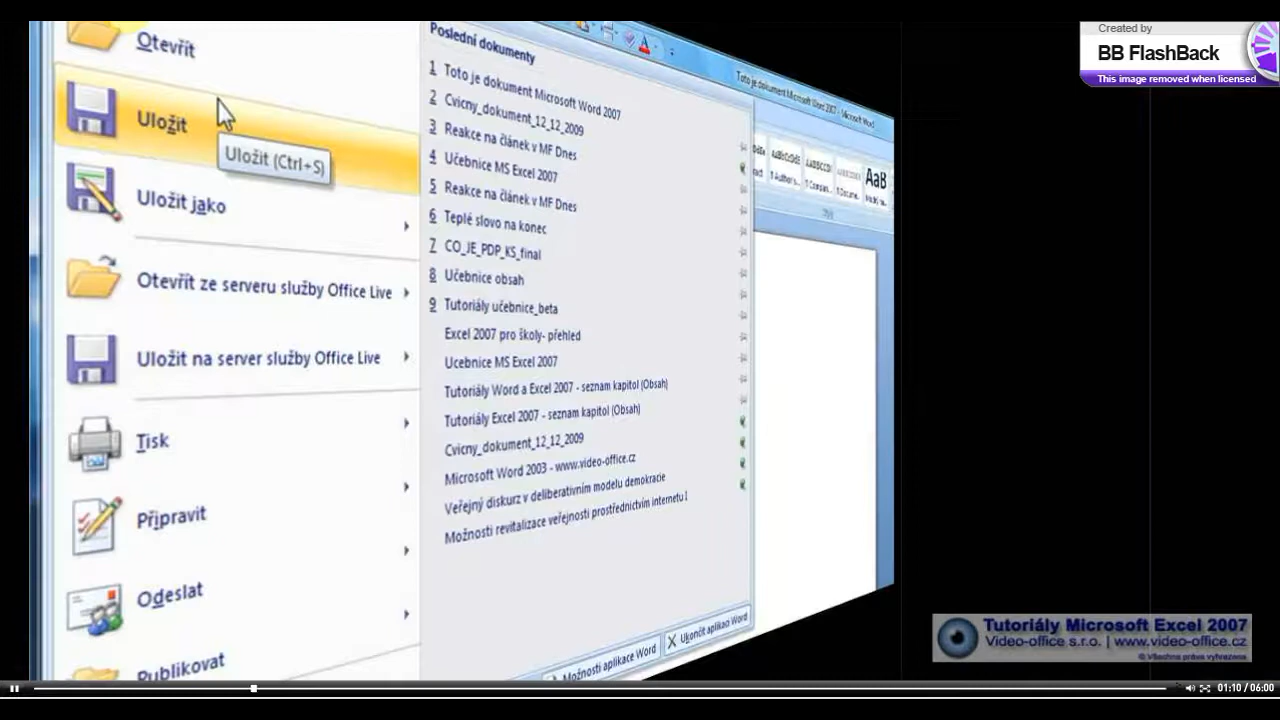 Created by
BB FlashBack
This image removed when licensed
Otevřít
Uložit
Uložit (Ctrl+S)
Uložit jako
Otevřít ze serveru služby Office Live
Uložit na server služby Office Live
Tisk
Připravit
Odeslat
Publikovat
Poslední dokumenty
1 Toto je dokument Microsoft Word 2007
2 Cvicny_dokument_12_12_2009
3 Reakce na článek v MF Dnes
4 Učebnice MS Excel 2007
5 Reakce na článek v MF Dnes
6 Teplé slovo na konec
7 CO_JE_PDP_KS_final
8 Učebnice obsah
9 Tutoriály učebnice_beta
Excel 2007 pro školy- přehled
Ucebnice MS Excel 2007
Tutoriály Word a Excel 2007 - seznam kapitol (Obsah)
Tutoriály Excel 2007 - seznam kapitol (Obsah)
Cvicny_dokument_12_12_2009
Microsoft Word 2003 - www.video-office.cz
Veřejný diskurz v deliberativním modelu demokracie
Možnosti revitalizace veřejnosti prostřednictvím internetu I
Možnosti aplikace Word
Ukončit aplikaci Word
Toto je dokument Microsoft Word 2007 - Microsoft Word
AaB
Tutoriály Microsoft Excel 2007
Video-office s.r.o. | www.video-office.cz
© Všechna práva vyhrazena
01:10 / 06:00